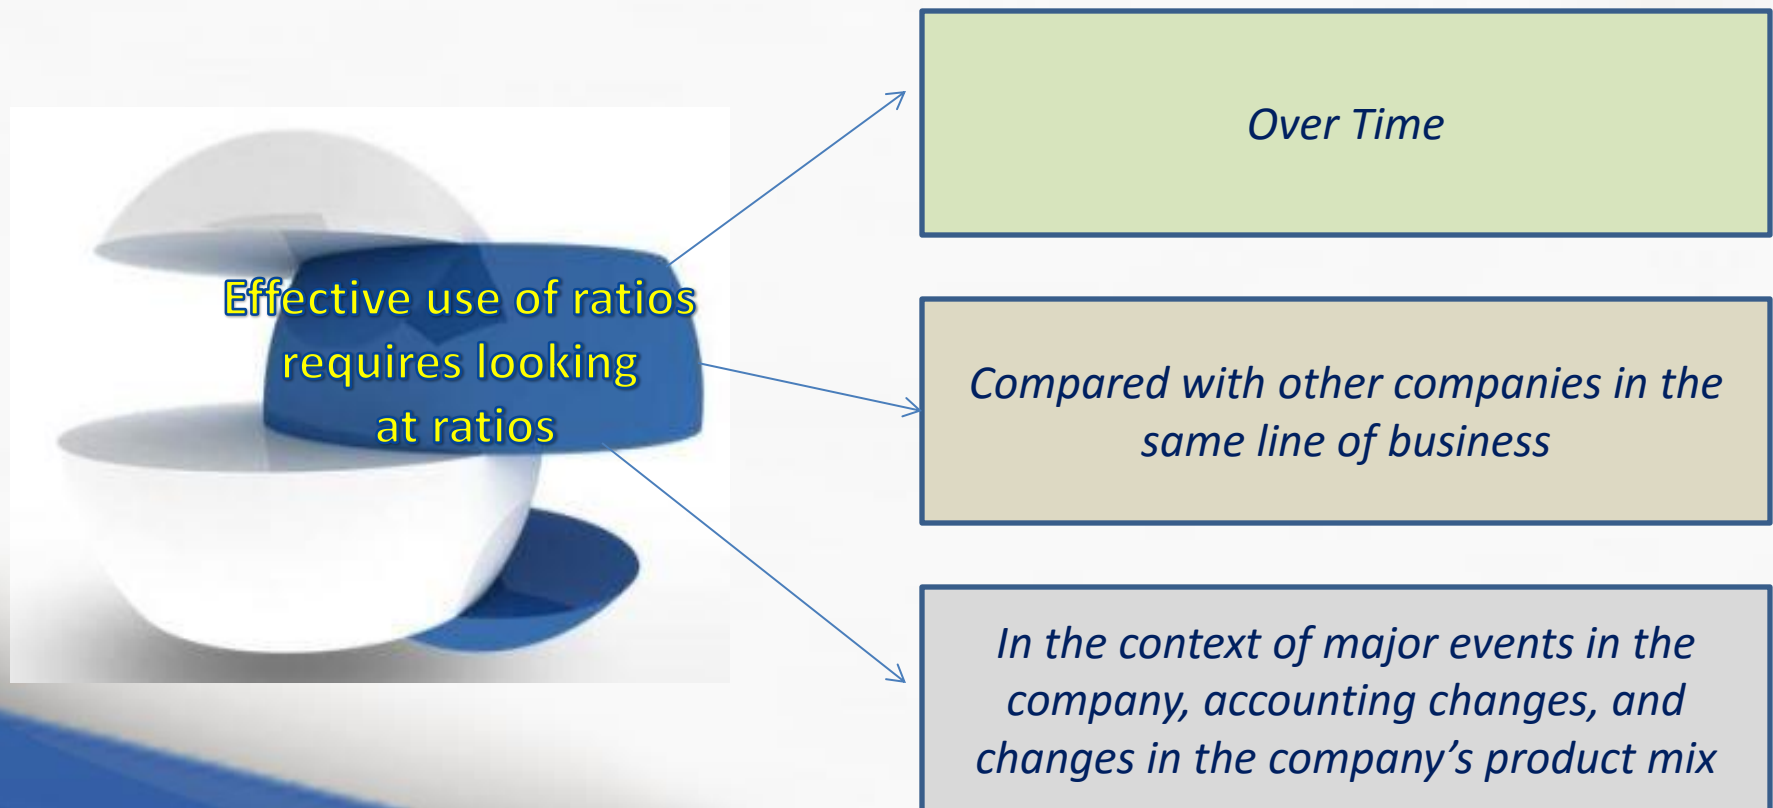 Effective use of ratios
requires looking
at ratios
Over Time
Compared with other companies in the
same line of business
In the context of major events in the
company, accounting changes, and
changes in the company’s product mix